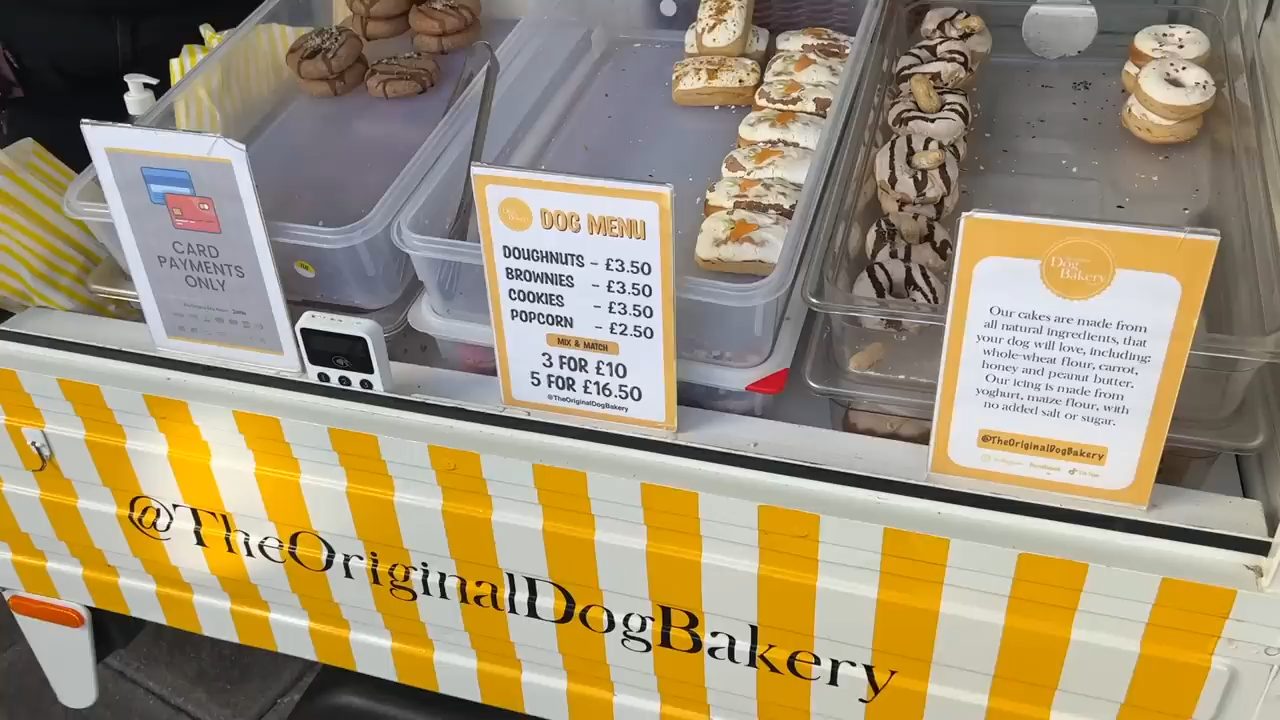 CARD
PAYMENTS
ONLY
Dog
Bakery
DOG MENU
DOUGHNUTS - £3.50
BROWNIES - £3.50
COOKIES - £3.50
POPCORN - £2.50
MIX & MATCH
3 FOR £10
5 FOR £16.50
@TheOriginalDogBakery
Dog
Bakery
Our cakes are made from
all natural ingredients, that
your dog will love, including:
whole-wheat flour, carrot,
honey and peanut butter.
Our icing is made from
yoghurt, maize flour, with
no added salt or sugar.
@TheOriginalDogBakery
@TheOriginalDogBakery